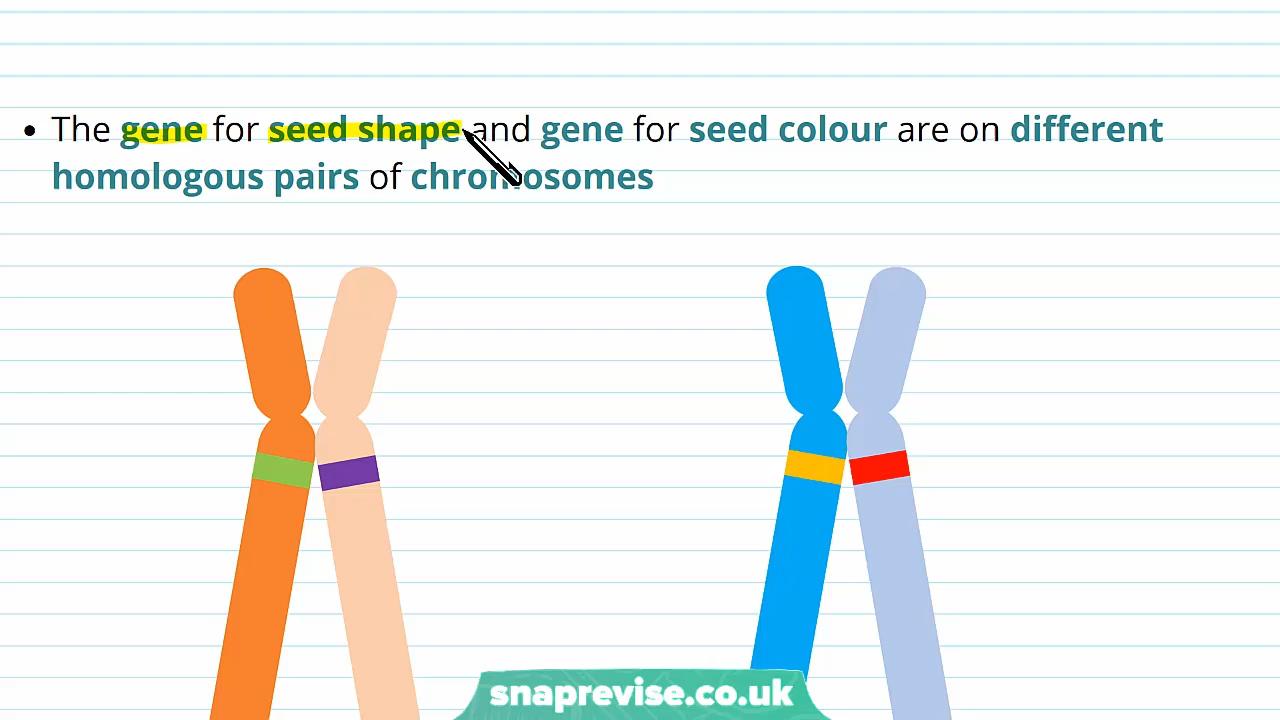 • The gene for seed shape and gene for seed colour are on different
homologous pairs of chromosomes
snaprevise.co.uk